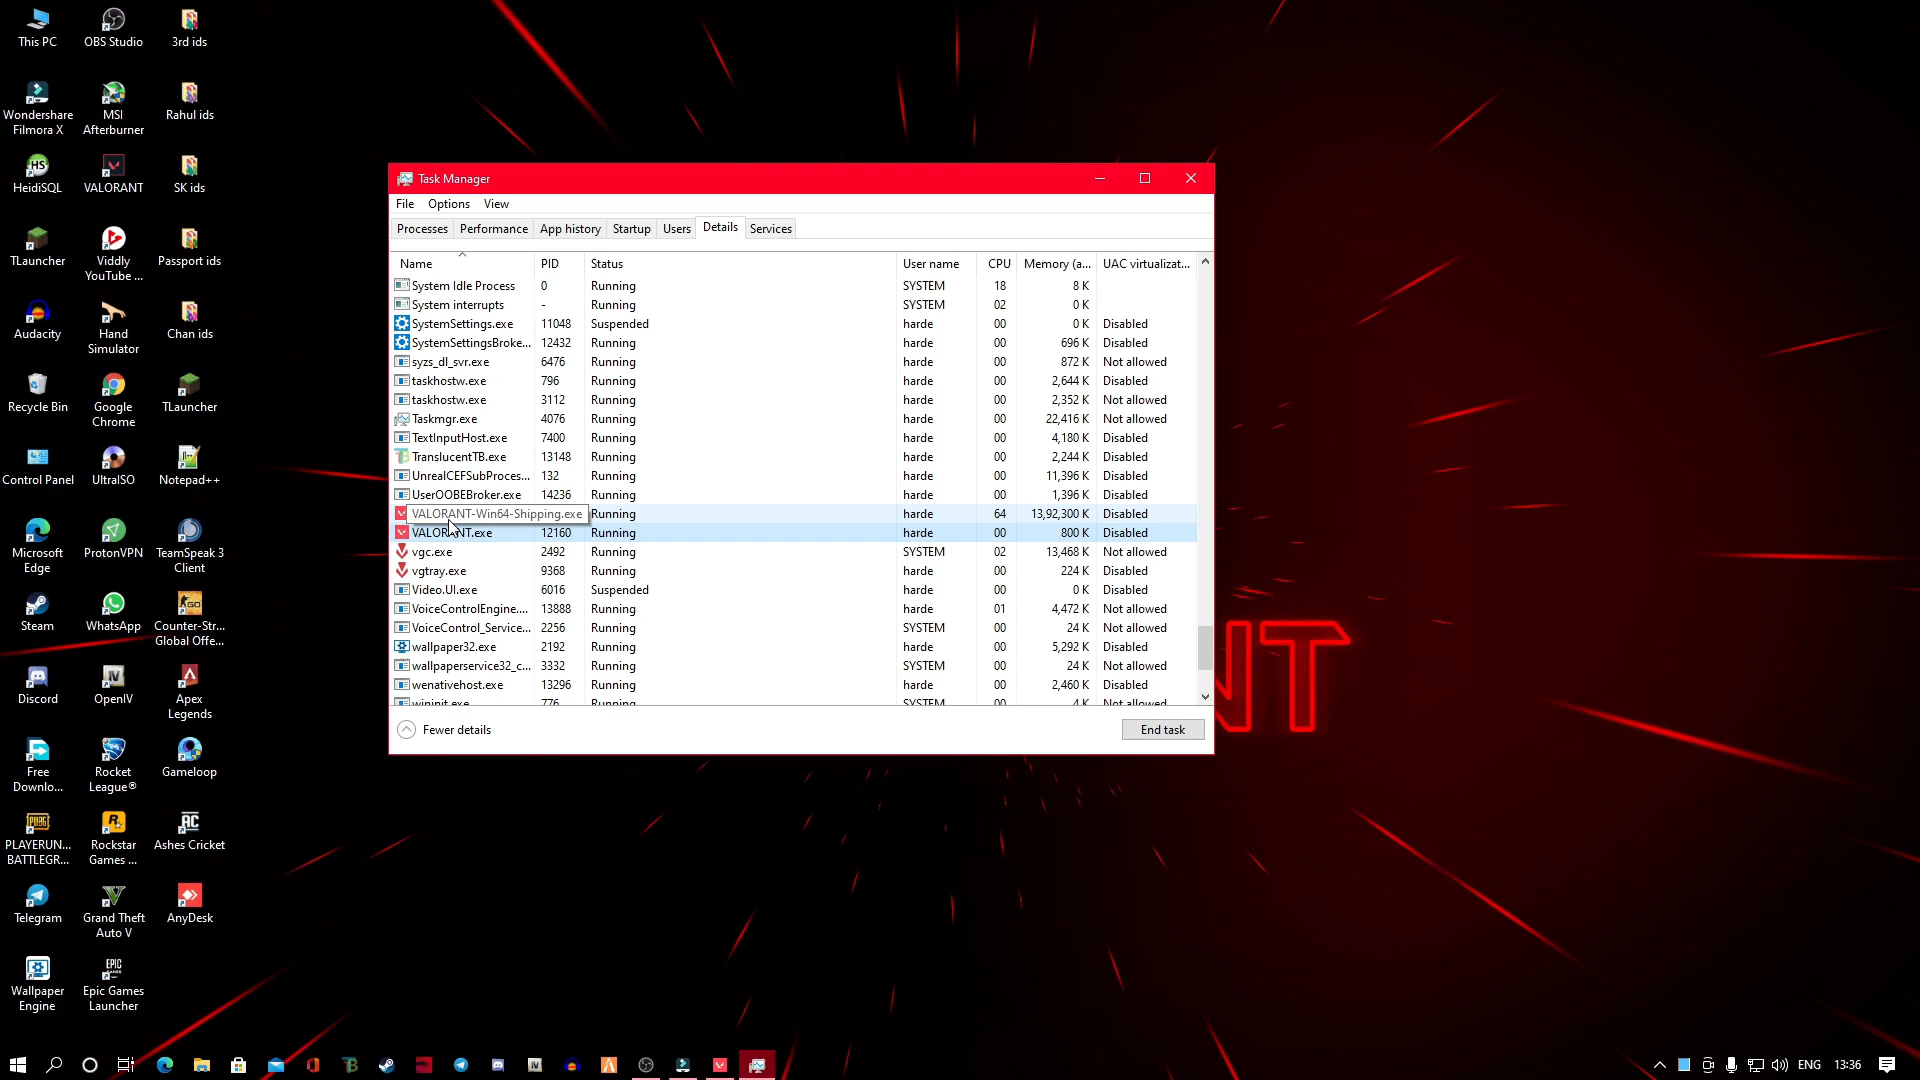 This PC
OBS Studio
3rd ids
Wondershare
Filmora X
MSI
Afterburner
Rahul ids
HeidiSQL
VALORANT
SK ids
TLauncher
Viddly
YouTube ...
Passport ids
Audacity
Hand
Simulator
Chan ids
Recycle Bin
Google
Chrome
TLauncher
Control Panel
UltraISO
Notepad++
Microsoft
Edge
ProtonVPN
TeamSpeak 3
Client
Steam
WhatsApp
Counter-Str...
Global Offe...
Discord
OpenIV
Apex
Legends
Free
Downlo...
Rocket
League®
Gameloop
PLAYERUN...
BATTLEGR...
Rockstar
Games ...
Ashes Cricket
Telegram
Grand Theft
Auto V
AnyDesk
Wallpaper
Engine
Epic Games
Launcher
Task Manager
File Options View
Processes Performance App history Startup Users Details Services
Name PID Status User name CPU Memory (a... UAC virtualizat...
System Idle Process 0 Running SYSTEM 18 8 K
System interrupts - Running SYSTEM 02 0 K
SystemSettings.exe 11048 Suspended harde 00 0 K Disabled
SystemSettingsBroke... 12432 Running harde 00 696 K Disabled
syzs_dl_svr.exe 6476 Running harde 00 872 K Not allowed
taskhostw.exe 796 Running harde 00 2,644 K Disabled
taskhostw.exe 3112 Running harde 00 2,352 K Not allowed
Taskmgr.exe 4076 Running harde 00 22,416 K Not allowed
TextInputHost.exe 7400 Running harde 00 4,180 K Disabled
TranslucentTB.exe 13148 Running harde 00 2,244 K Disabled
UnrealCEFSubProces... 132 Running harde 00 11,396 K Disabled
UserOOBEBroker.exe 14236 Running harde 00 1,396 K Disabled
VALORANT-Win64-Shipping.exe Running harde 64 13,92,300 K Disabled
VALORANT.exe 12160 Running harde 00 800 K Disabled
vgc.exe 2492 Running SYSTEM 02 13,468 K Not allowed
vgtray.exe 9368 Running harde 00 224 K Disabled
Video.UI.exe 6016 Suspended harde 00 0 K Disabled
VoiceControlEngine.... 13888 Running harde 01 4,472 K Not allowed
VoiceControl_Service... 2256 Running SYSTEM 00 24 K Not allowed
wallpaper32.exe 2192 Running harde 00 5,292 K Disabled
wallpaperservice32_c... 3332 Running SYSTEM 00 24 K Not allowed
wenativehost.exe 13296 Running harde 00 2,460 K Disabled
wininit.exe 776 Running SYSTEM 00 4 K Not allowed
Fewer details
End task
NT
ENG 13:36